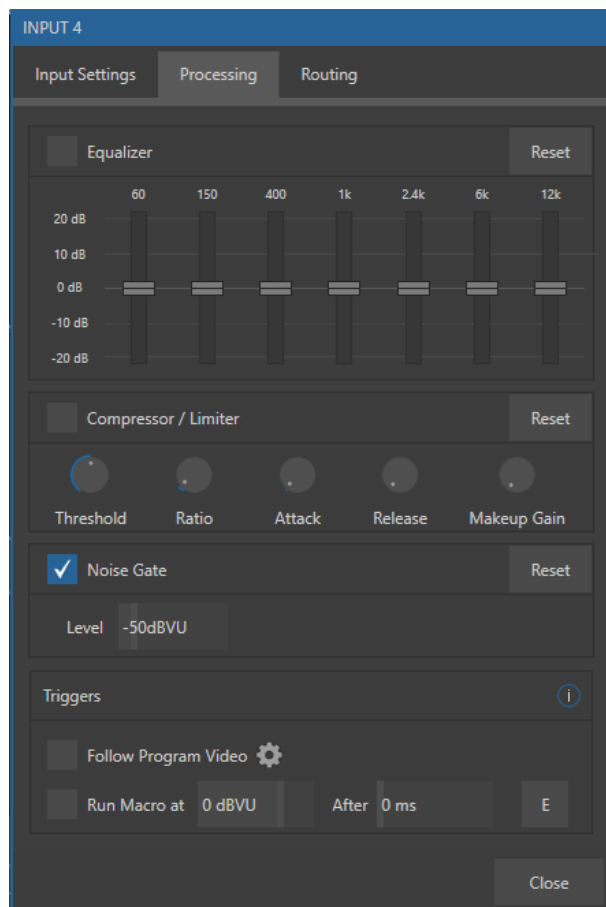 INPUT 4
Input Settings Processing Routing
Equalizer Reset
60 150 400 1k 2.4k 6k 12k
20 dB
10 dB
0 dB
-10 dB
-20 dB
Compressor / Limiter Reset
Threshold Ratio Attack Release Makeup Gain
Noise Gate Reset
Level -50dBVU
Triggers i
Follow Program Video
Run Macro at 0 dBVU After 0 ms E
Close